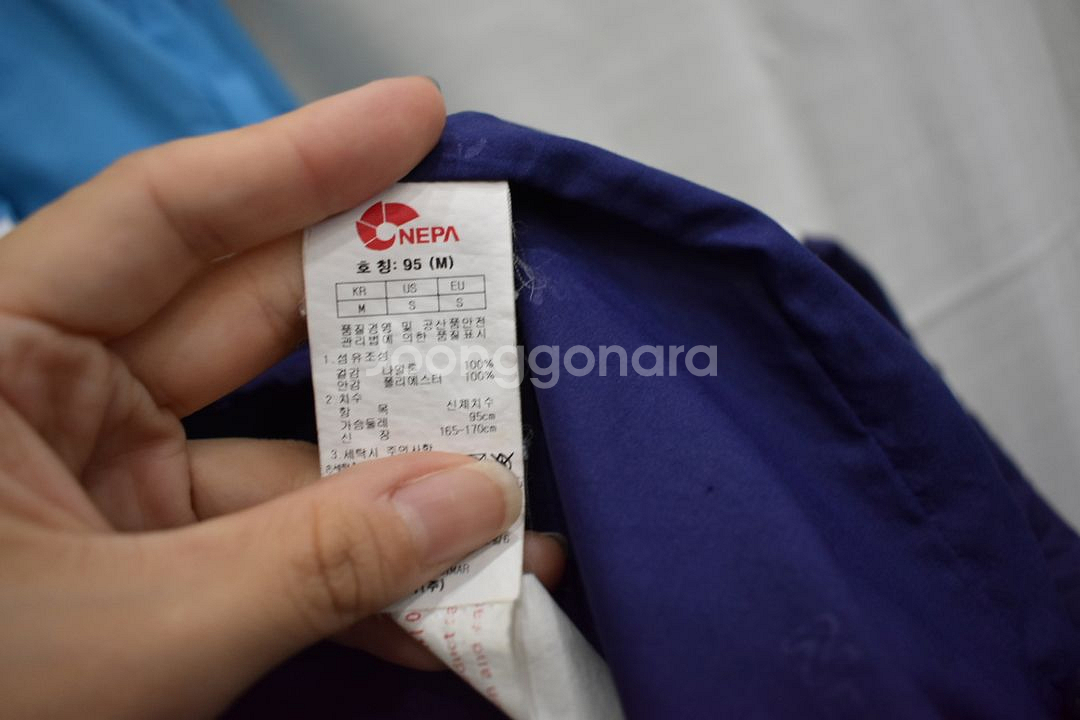 NEPA
호 칭: 95 (M)
KR US EU
M S S
품질경영 및 공산품안전
관리법에 의한 품질표시
1. 섬유조성
겉감 나일론 100%
안감 폴리에스터 100%
2. 치수
항 목 신체치수
가슴둘레 95cm
신 장 165-170cm
3. 세탁시 주의사항
joonggonara